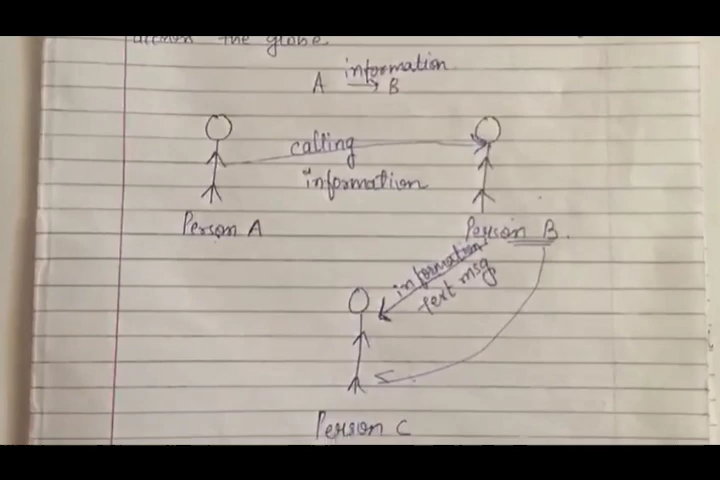 across the globe.
information
A → B
calling
information
Person A
Person B.
information
text msg
Person C